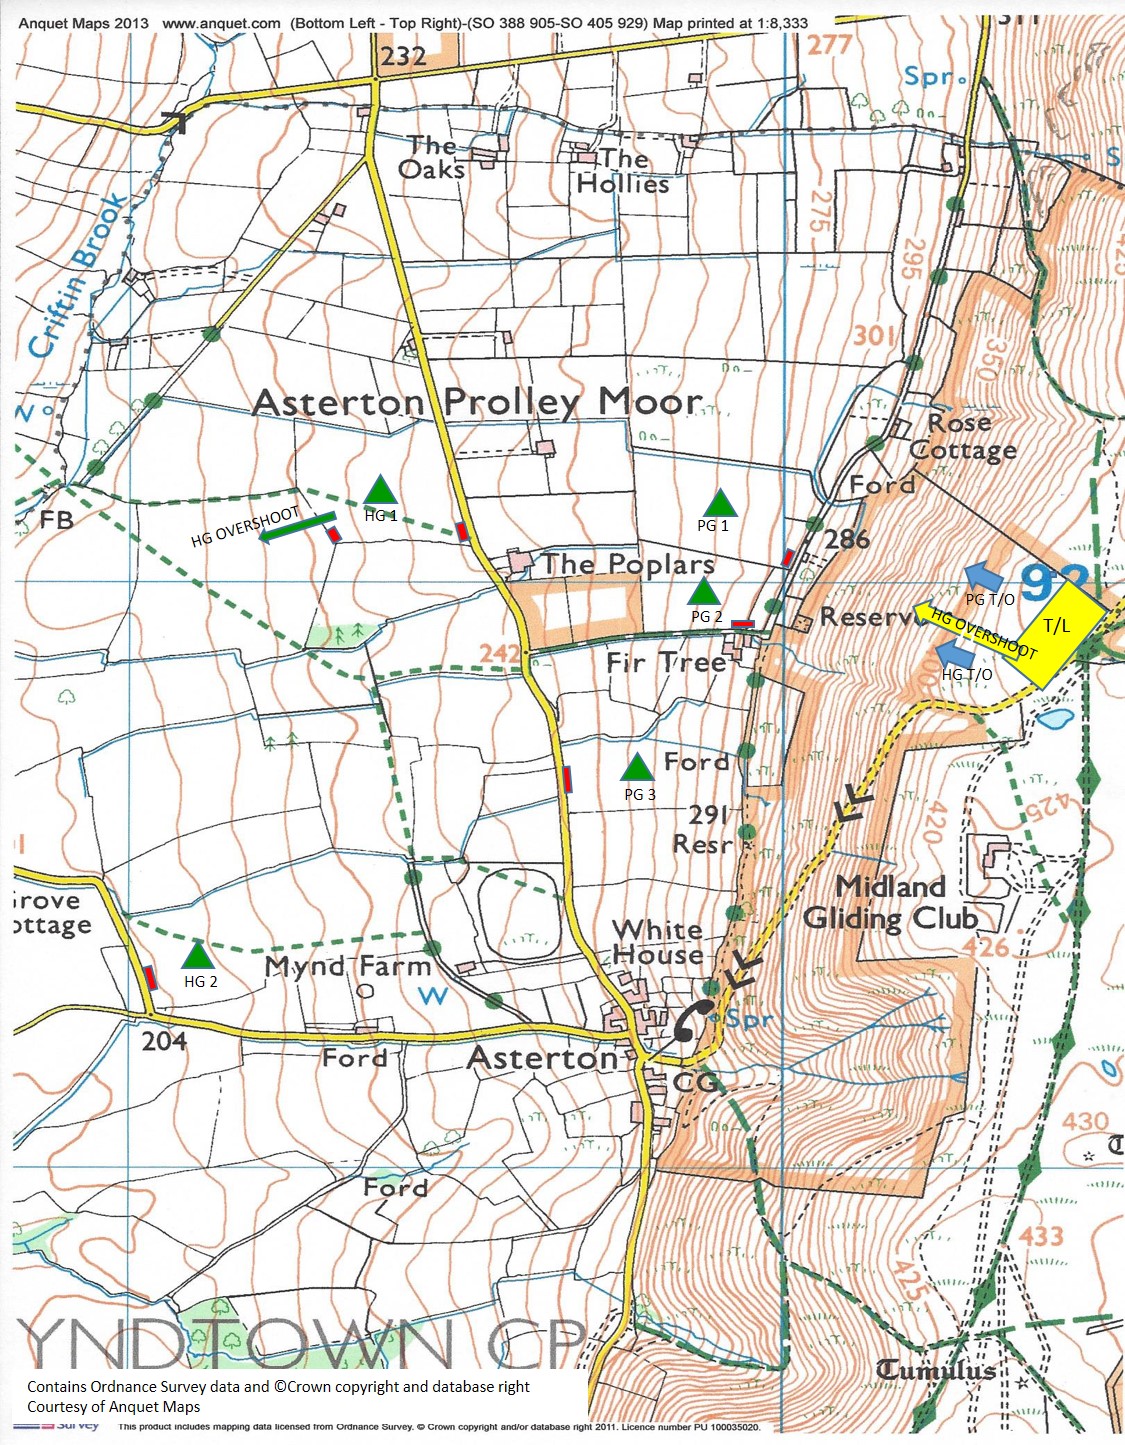 Anquet Maps 2013 www.anquet.com (Bottom Left - Top Right)-(SO 388 905-SO 405 929) Map printed at 1:8,333
311
232
277
Spr
The
Oaks
The
Hollies
S
Criftin Brook
275
295
425
301
350
Asterton Prolley Moor
Rose
Cottage
Ford
FB
HG OVERSHOOT
HG 1
PG 1
286
The Poplars
PG 2
92
PG T/O
Reserv
HG OVERSHOOT
T/L
HG T/O
400
242
Fir Tree
Ford
PG 3
291
Resr
420
425
Midland
Gliding Club
Grove
ottage
White
House
426
HG 2
Mynd Farm
W
Spr
204
Ford
Asterton
CG
430
T
Ford
433
425
YNDTOWN CP
Tumulus
Contains Ordnance Survey data and ©Crown copyright and database right
Courtesy of Anquet Maps
Survey This product includes mapping data licensed from Ordnance Survey. © Crown copyright and/or database right 2011. Licence number PU 100035020.